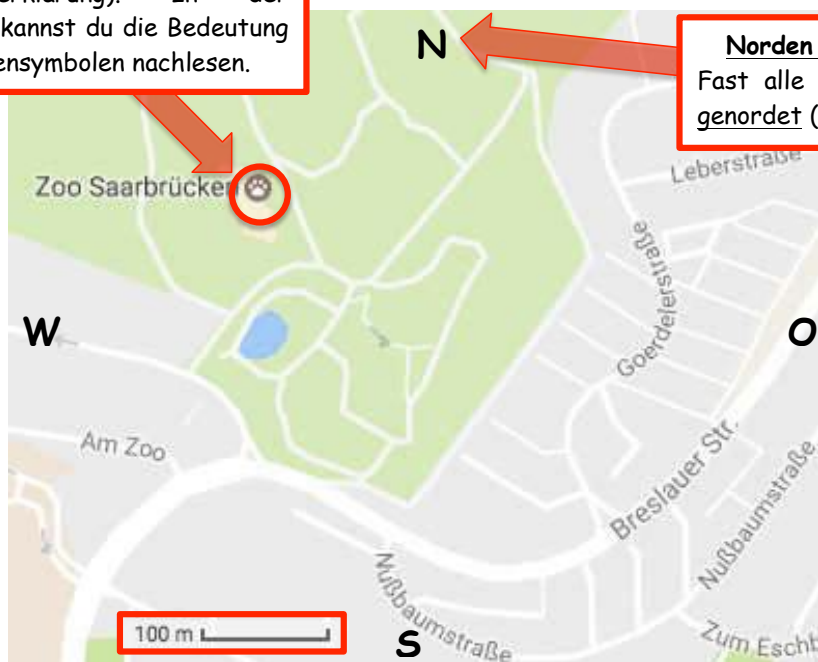 kannst du die Bedeutung
nachlesen.
N
Norden
Fast alle
genordet (
Leberstraße
Zoo Saarbrücken
Goerdelerstraße
W
O
Am Zoo
Breslauer Str.
Nußbaumstraße
Nußbaumstraße
100 m
S
Zum Eschb